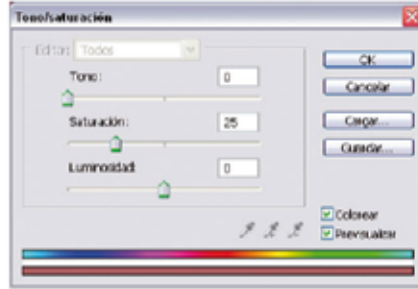 Tono/saturación
Editar: Todos
OK
Tono: 0
Cancelar
Saturación: 25
Cargar...
Guardar...
Luminosidad: 0
Colorear
Previsualizar